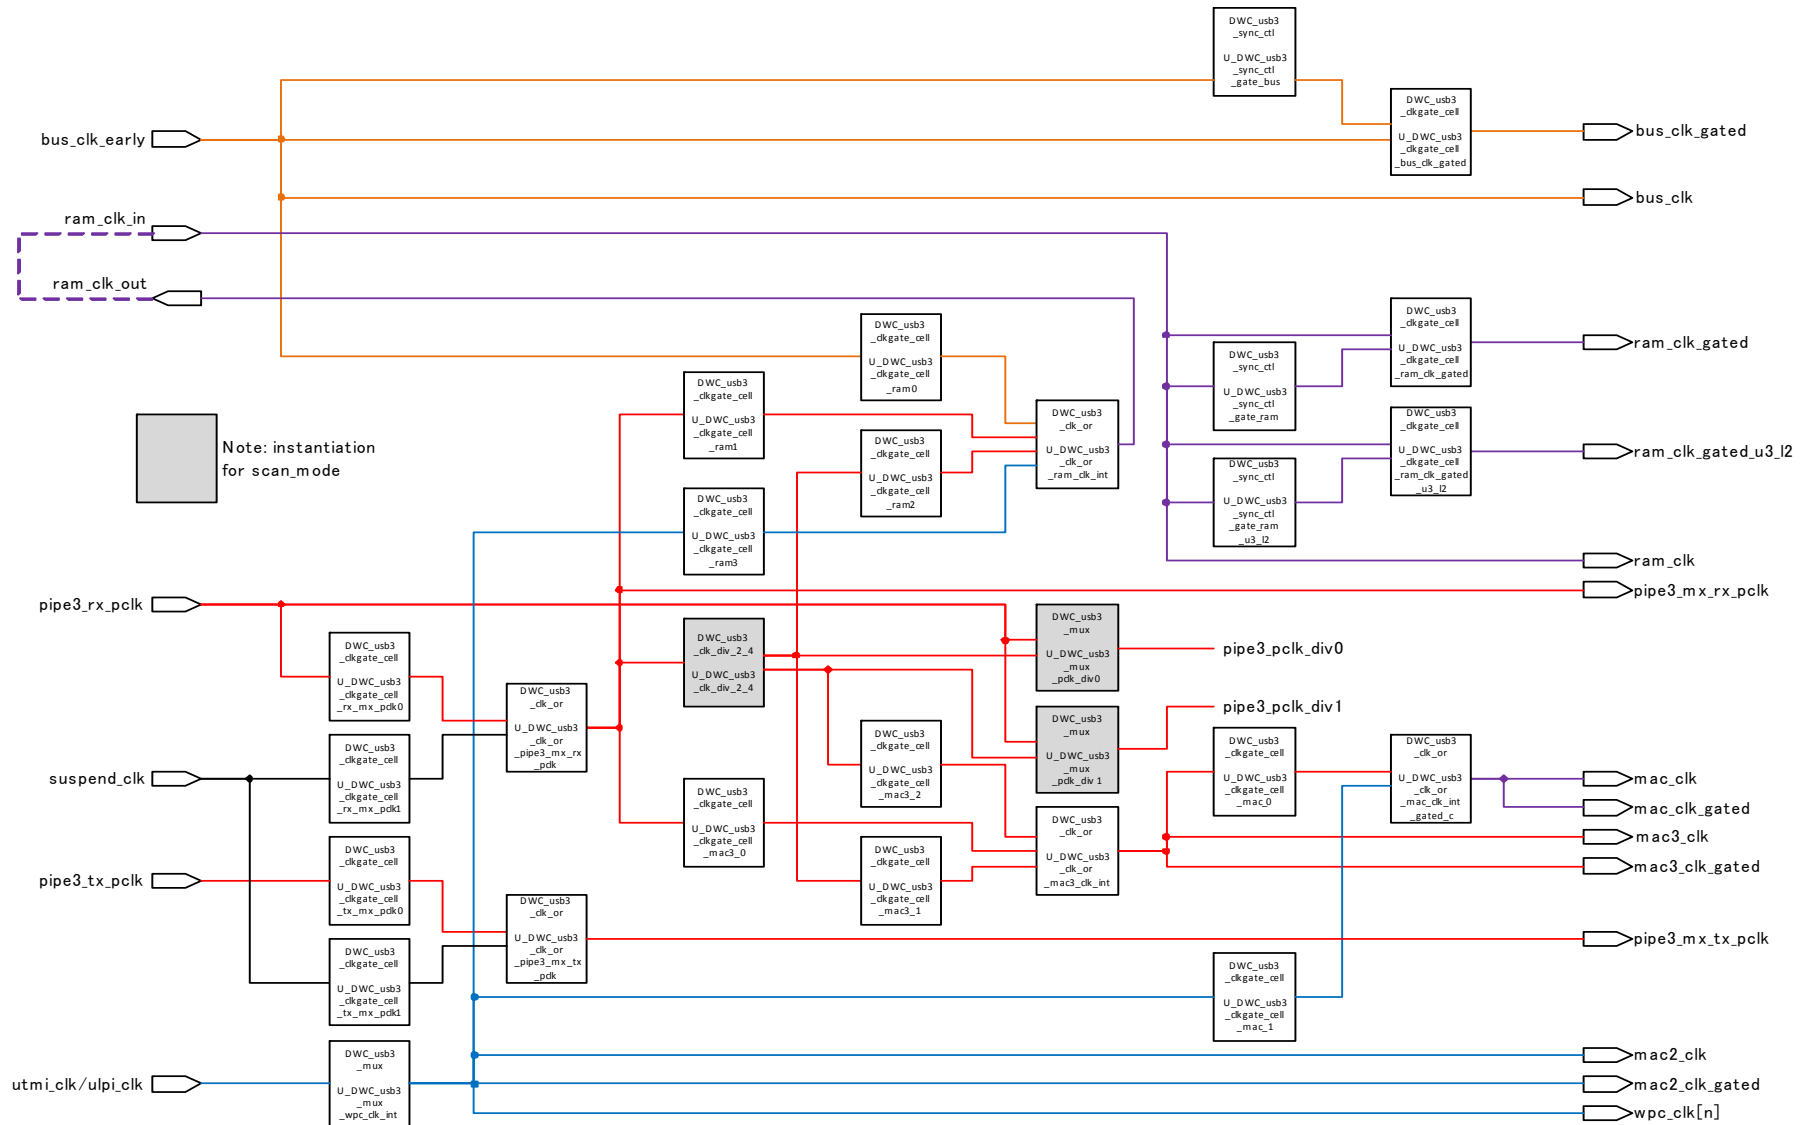 DWC_usb3
_sync_ctl
U_DWC_usb3
_sync_ctl
_gate_bus
bus_clk_early
DWC_usb3
_clkgate_cell
U_DWC_usb3
_clkgate_cell
_bus_clk_gated
bus_clk_gated
bus_clk
ram_clk_in
ram_clk_out
DWC_usb3
_clkgate_cell
U_DWC_usb3
_clkgate_cell
_ram0
DWC_usb3
_clkgate_cell
U_DWC_usb3
_clkgate_cell
_ram_clk_gated
ram_clk_gated
DWC_usb3
_sync_ctl
U_DWC_usb3
_sync_ctl
_gate_ram
DWC_usb3
_clkgate_cell
U_DWC_usb3
_clkgate_cell
_ram1
DWC_usb3
_clk_or
U_DWC_usb3
_clk_or
_ram_clk_int
DWC_usb3
_clkgate_cell
U_DWC_usb3
_clkgate_cell
_ram_clk_gated
_u3_l2
ram_clk_gated_u3_l2
Note: instantiation
for scan_mode
DWC_usb3
_clkgate_cell
U_DWC_usb3
_clkgate_cell
_ram2
DWC_usb3
_sync_ctl
U_DWC_usb3
_sync_ctl
_gate_ram
_u3_l2
DWC_usb3
_clkgate_cell
U_DWC_usb3
_clkgate_cell
_ram3
ram_clk
pipe3_mx_rx_pclk
pipe3_rx_pclk
DWC_usb3
_clkgate_cell
U_DWC_usb3
_clkgate_cell
_rx_mx_pclk0
DWC_usb3
_clk_div_2_4
U_DWC_usb3
_clk_div_2_4
DWC_usb3
_mux
U_DWC_usb3
_mux
_pclk_div0
pipe3_pclk_div0
DWC_usb3
_clk_or
U_DWC_usb3
_clk_or
_pipe3_mx_rx
_pclk
DWC_usb3
_mux
U_DWC_usb3
_mux
_pclk_div 1
pipe3_pclk_div1
suspend_clk
DWC_usb3
_clkgate_cell
U_DWC_usb3
_clkgate_cell
_rx_mx_pclk1
DWC_usb3
_clkgate_cell
U_DWC_usb3
_clkgate_cell
_mac3_2
DWC_usb3
_clkgate_cell
U_DWC_usb3
_clkgate_cell
_mac_0
DWC_usb3
_clk_or
U_DWC_usb3
_clk_or
_mac_clk_int
_gated_c
mac_clk
mac_clk_gated
DWC_usb3
_clkgate_cell
U_DWC_usb3
_clkgate_cell
_mac3_0
DWC_usb3
_clk_or
U_DWC_usb3
_clk_or
_mac3_clk_int
mac3_clk
mac3_clk_gated
pipe3_tx_pclk
DWC_usb3
_clkgate_cell
U_DWC_usb3
_clkgate_cell
_tx_mx_pclk0
DWC_usb3
_clkgate_cell
U_DWC_usb3
_clkgate_cell
_mac3_1
DWC_usb3
_clk_or
U_DWC_usb3
_clk_or
_pipe3_mx_tx
_pclk
pipe3_mx_tx_pclk
DWC_usb3
_clkgate_cell
U_DWC_usb3
_clkgate_cell
_tx_mx_pclk1
DWC_usb3
_clkgate_cell
U_DWC_usb3
_clkgate_cell
_mac_1
utmi_clk/ulpi_clk
DWC_usb3
_mux
U_DWC_usb3
_mux
_wpc_clk_int
mac2_clk
mac2_clk_gated
wpc_clk[n]